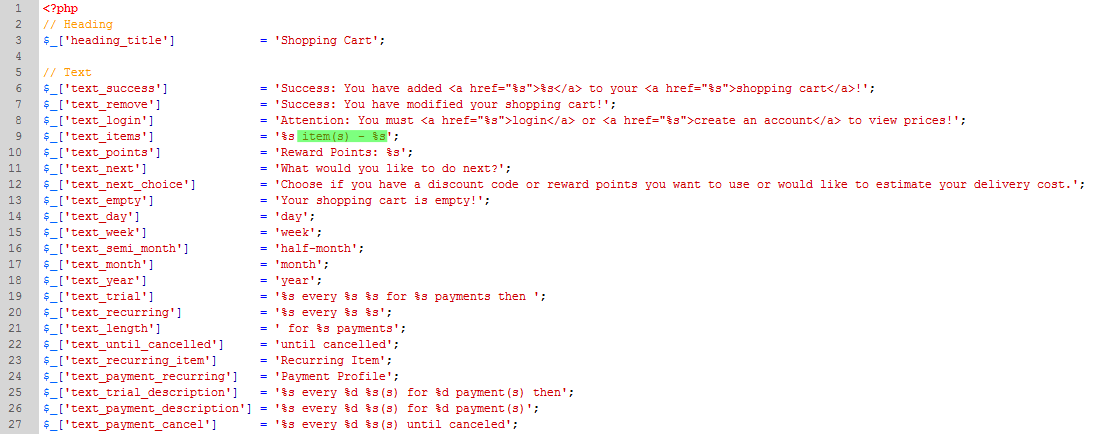 1 <?php
2 // Heading
3 $_['heading_title'] = 'Shopping Cart';
4
5 // Text
6 $_['text_success'] = 'Success: You have added <a href="%s">%s</a> to your <a href="%s">shopping cart</a>!';
7 $_['text_remove'] = 'Success: You have modified your shopping cart!';
8 $_['text_login'] = 'Attention: You must <a href="%s">login</a> or <a href="%s">create an account</a> to view prices!';
9 $_['text_items'] = '%s item(s) - %s';
10 $_['text_points'] = 'Reward Points: %s';
11 $_['text_next'] = 'What would you like to do next?';
12 $_['text_next_choice'] = 'Choose if you have a discount code or reward points you want to use or would like to estimate your delivery cost.';
13 $_['text_empty'] = 'Your shopping cart is empty!';
14 $_['text_day'] = 'day';
15 $_['text_week'] = 'week';
16 $_['text_semi_month'] = 'half-month';
17 $_['text_month'] = 'month';
18 $_['text_year'] = 'year';
19 $_['text_trial'] = '%s every %s %s for %s payments then ';
20 $_['text_recurring'] = '%s every %s %s';
21 $_['text_length'] = ' for %s payments';
22 $_['text_until_cancelled'] = 'until cancelled';
23 $_['text_recurring_item'] = 'Recurring Item';
24 $_['text_payment_recurring'] = 'Payment Profile';
25 $_['text_trial_description'] = '%s every %d %s(s) for %d payment(s) then';
26 $_['text_payment_description'] = '%s every %d %s(s) for %d payment(s)';
27 $_['text_payment_cancel'] = '%s every %d %s(s) until canceled';